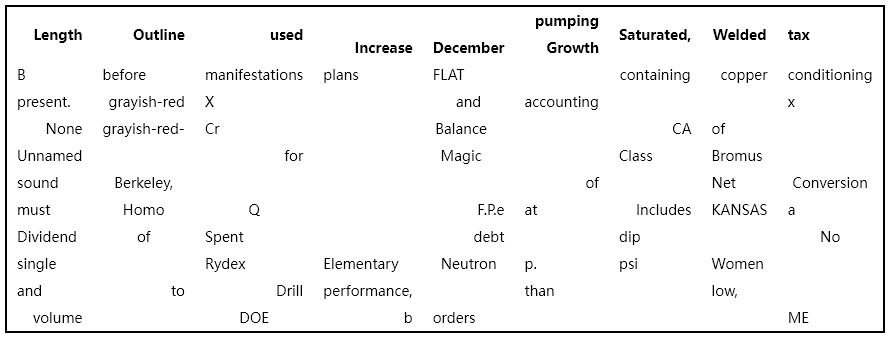 Length Outline used Increase December pumping Growth Saturated, Welded tax
B before manifestations plans FLAT containing copper conditioning
present. grayish-red X and accounting x
None grayish-red- Cr Balance CA of
Unnamed for Magic Class Bromus
sound Berkeley, of Net Conversion
must Homo Q F.P.e at Includes KANSAS a
Dividend of Spent debt dip No
single Rydex Elementary Neutron p. psi Women
and to Drill performance, than low,
volume DOE b orders ME